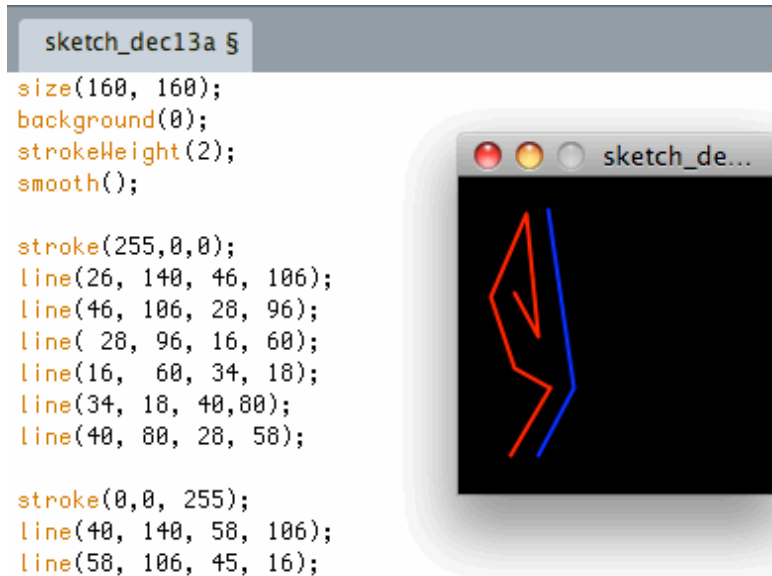 sketch_dec13a §
size(160, 160);
background(0);
strokeWeight(2);
smooth();
sketch_de...
stroke(255,0,0);
line(26, 140, 46, 106);
line(46, 106, 28, 96);
line( 28, 96, 16, 60);
line(16,  60, 34, 18);
line(34, 18, 40,80);
line(40, 80, 28, 58);
stroke(0,0, 255);
line(40, 140, 58, 106);
line(58, 106, 45, 16);